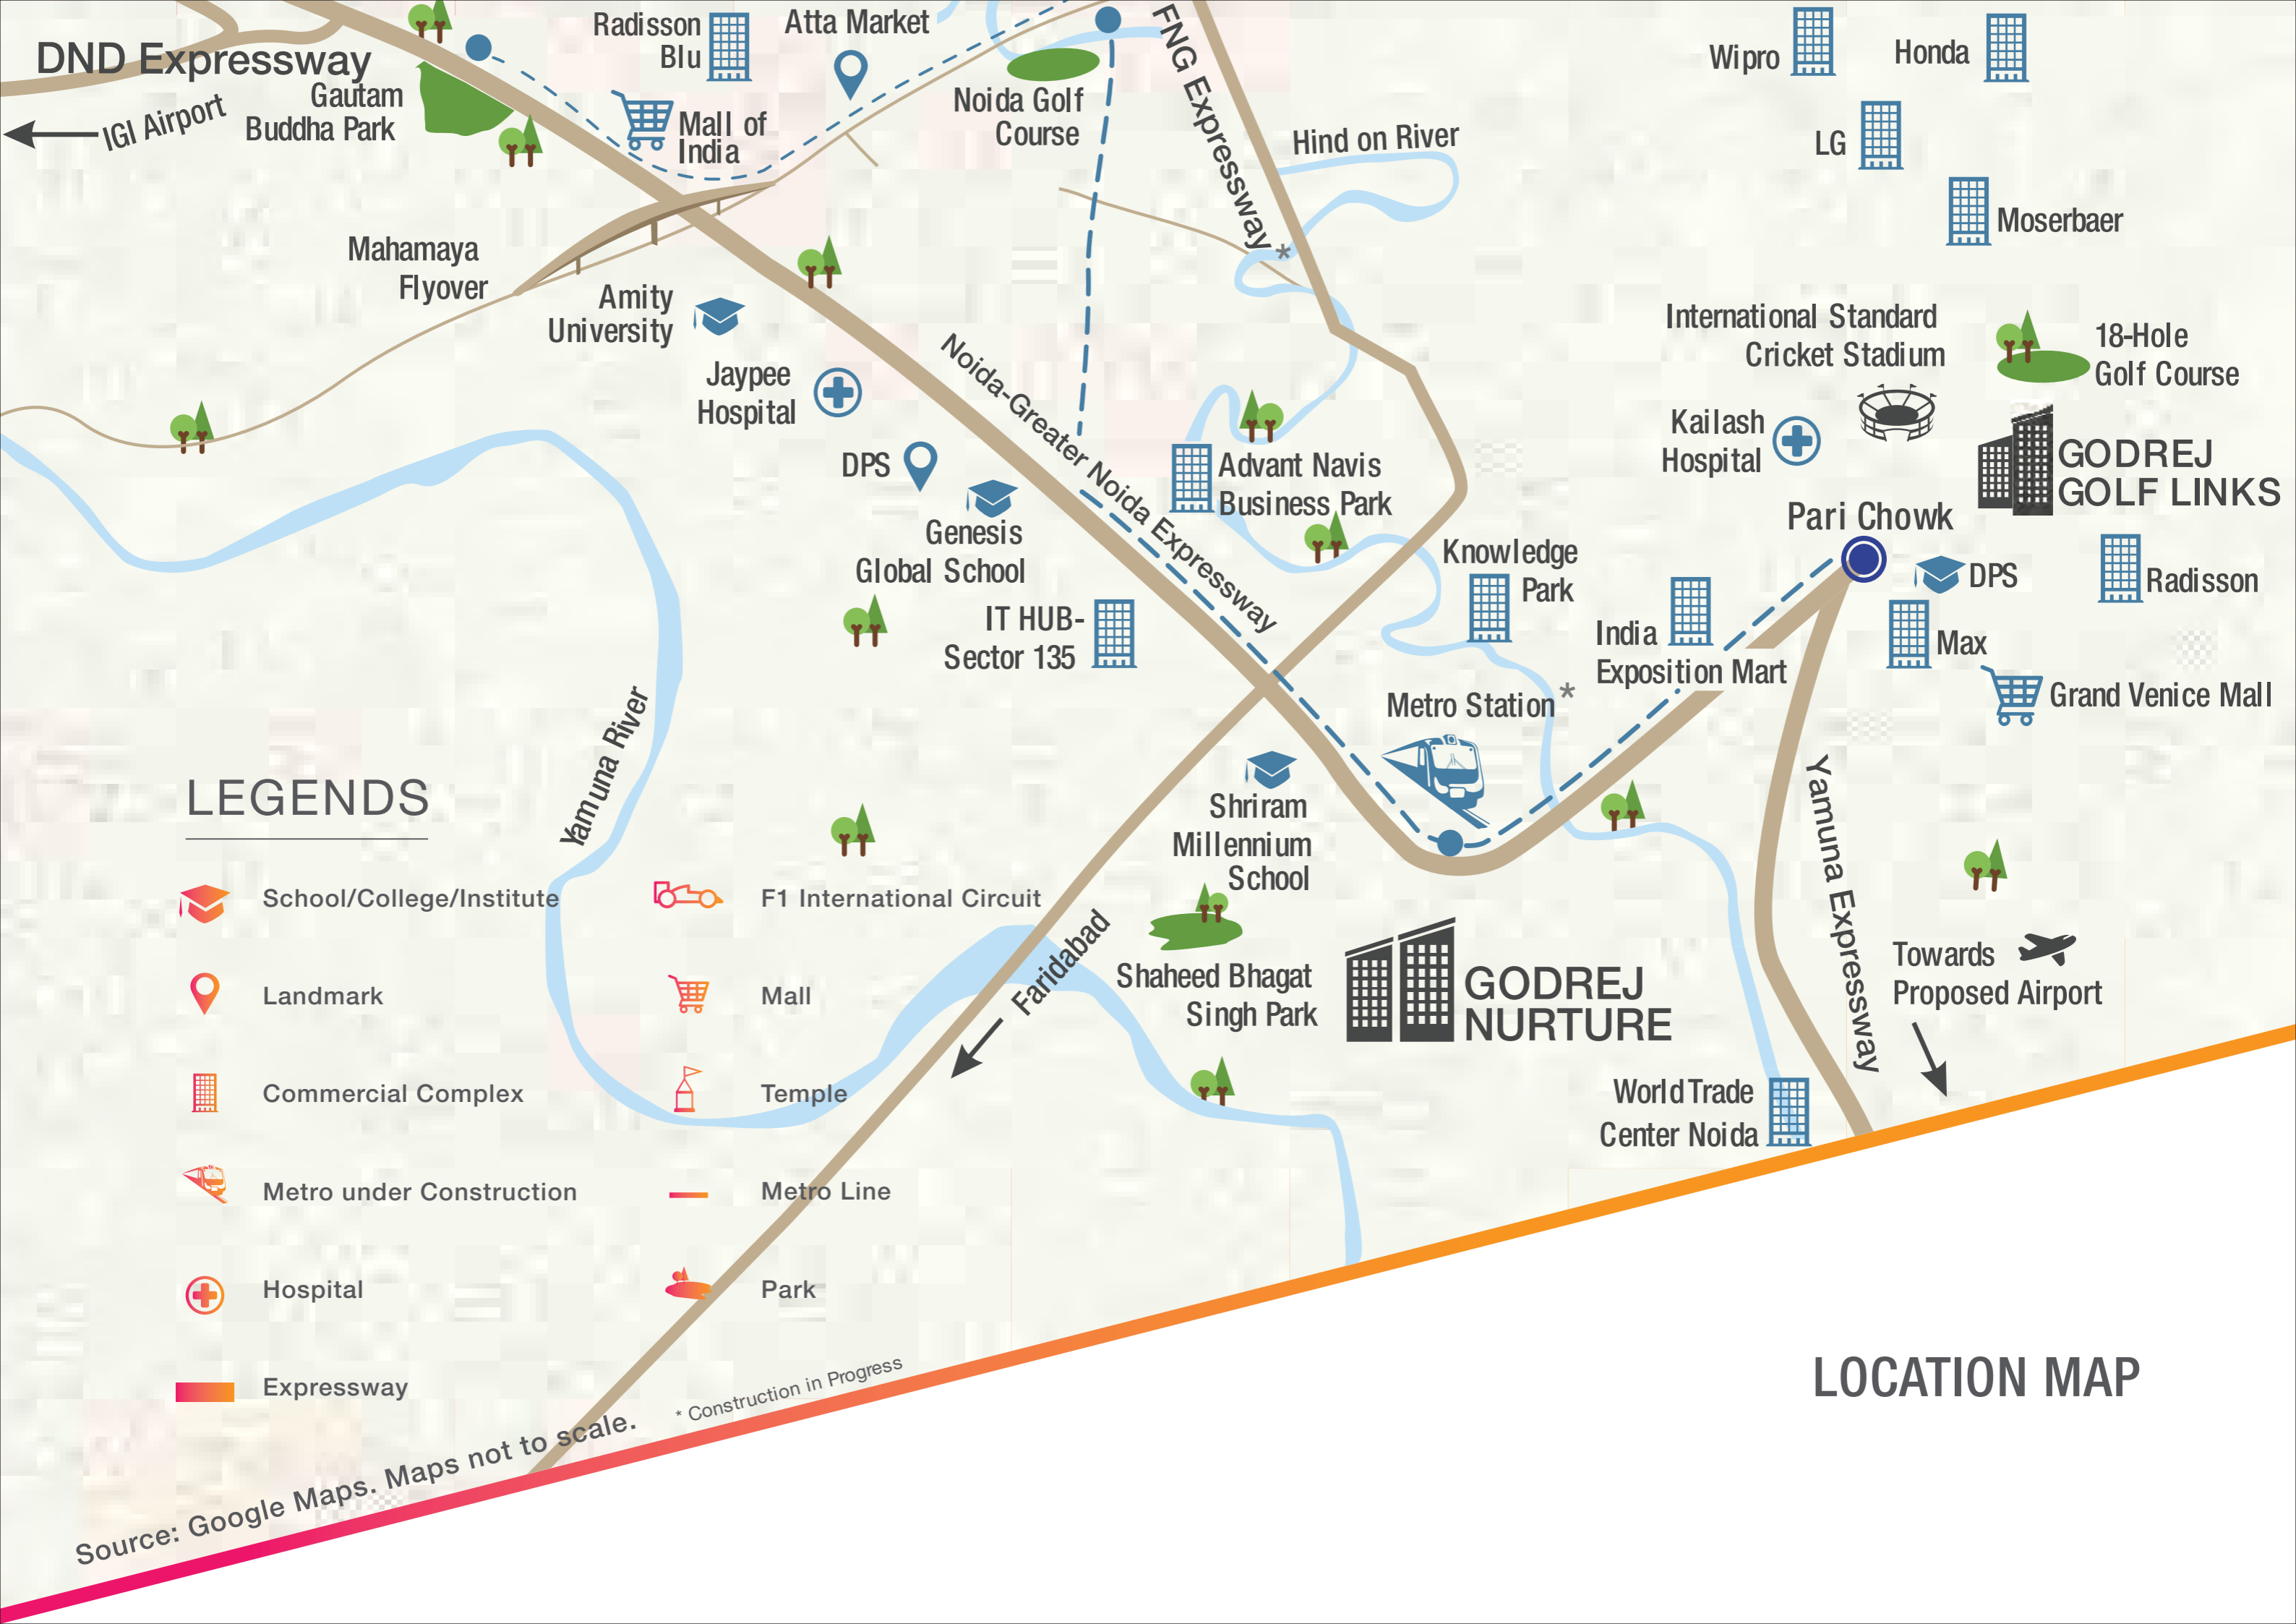 DND Expressway
IGI Airport
Gautam
Buddha Park
Radisson
Blu
Atta Market
Mall of
India
Noida Golf
Course
FNG Expressway*
Hind on River
Wipro
Honda
LG
Moserbaer
Mahamaya
Flyover
Amity
University
Jaypee
Hospital
DPS
Genesis
Global School
IT HUB-
Sector 135
Noida-Greater Noida Expressway
Advant Navis
Business Park
International Standard
Cricket Stadium
18-Hole
Golf Course
Kailash
Hospital
GODREJ
GOLF LINKS
Pari Chowk
DPS
Radisson
Max
Grand Venice Mall
Knowledge
Park
India
Exposition Mart
Metro Station*
Shriram
Millennium
School
Shaheed Bhagat
Singh Park
GODREJ
NURTURE
Yamuna River
Faridabad
Yamuna Expressway
Towards
Proposed Airport
World Trade
Center Noida
LEGENDS
School/College/Institute
F1 International Circuit
Landmark
Mall
Commercial Complex
Temple
Metro under Construction
Metro Line
Hospital
Park
Expressway
Source: Google Maps. Maps not to scale.
* Construction in Progress
LOCATION MAP